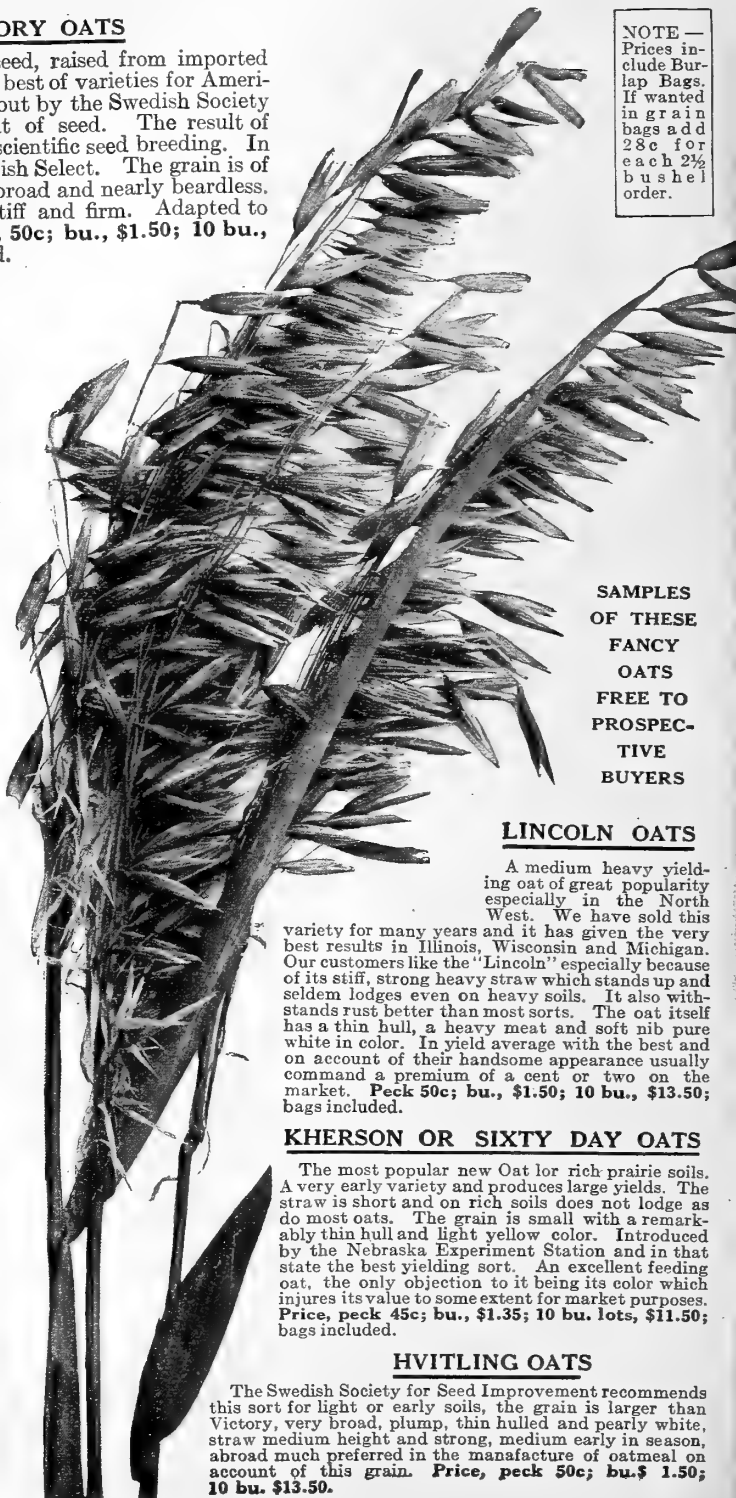 ORY OATS
eed, raised from imported
best of varieties for Ameri-
out by the Swedish Society
t of seed. The result of
scientific seed breeding. In
ish Select. The grain is of
broad and nearly beardless.
tiff and firm. Adapted to
, 50c; bu., $1.50; 10 bu.,
d.
NOTE —
Prices in-
clude Bur-
lap Bags.
If wanted
in grain
bags add
28c for
each 2½
bushel
order.
SAMPLES
OF THESE
FANCY
OATS
FREE TO
PROSPEC-
TIVE
BUYERS
LINCOLN OATS
A medium heavy yield-
ing oat of great popularity
especially in the North
West. We have sold this
variety for many years and it has given the very
best results in Illinois, Wisconsin and Michigan.
Our customers like the "Lincoln" especially because
of its stiff, strong heavy straw which stands up and
seldem lodges even on heavy soils. It also with-
stands rust better than most sorts. The oat itself
has a thin hull, a heavy meat and soft nib pure
white in color. In yield average with the best and
on account of their handsome appearance usually
command a premium of a cent or two on the
market. Peck 50c; bu., $1.50; 10 bu., $13.50;
bags included.
KHERSON OR SIXTY DAY OATS
The most popular new Oat lor rich prairie soils.
A very early variety and produces large yields. The
straw is short and on rich soils does not lodge as
do most oats. The grain is small with a remark-
ably thin hull and light yellow color. Introduced
by the Nebraska Experiment Station and in that
state the best yielding sort. An excellent feeding
oat, the only objection to it being its color which
injures its value to some extent for market purposes.
Price, peck 45c; bu., $1.35; 10 bu. lots, $11.50;
bags included.
HVITLING OATS
The Swedish Society for Seed Improvement recommends
this sort for light or early soils, the grain is larger than
Victory, very broad, plump, thin hulled and pearly white,
straw medium height and strong, medium early in season,
abroad much preferred in the manafacture of oatmeal on
account of this grain. Price, peck 50c; bu.$ 1.50;
10 bu. $13.50.